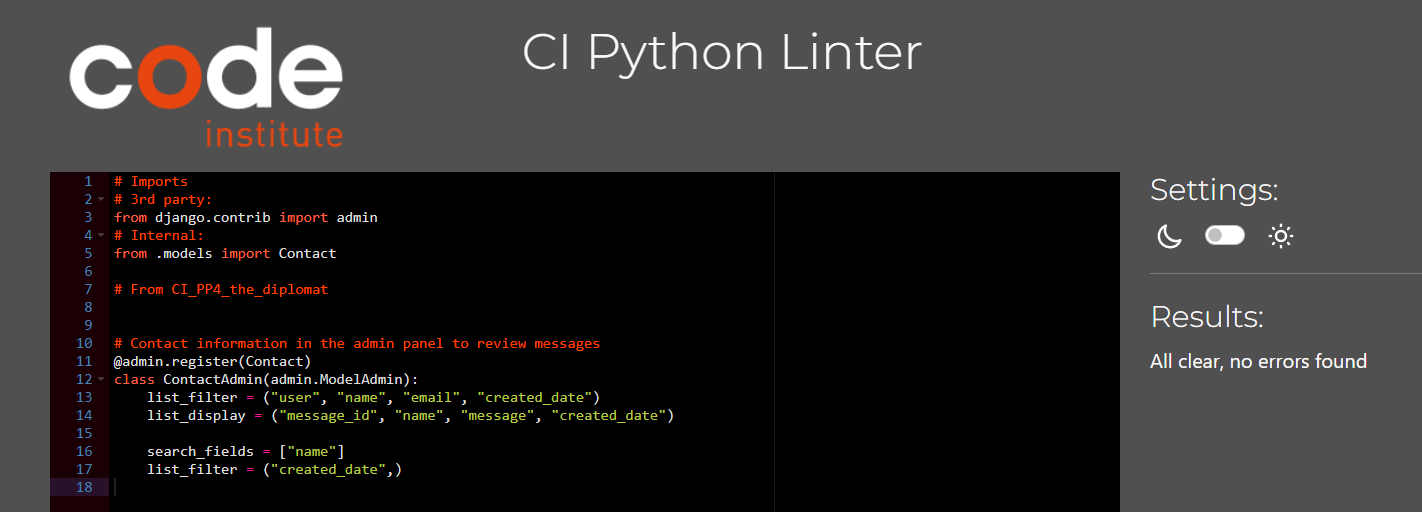 code
institute
CI Python Linter
1 # Imports
2 # 3rd party:
3 from django.contrib import admin
4 # Internal:
5 from .models import Contact
6
7 # From CI_PP4_the_diplomat
8
9
10 # Contact information in the admin panel to review messages
11 @admin.register(Contact)
12 class ContactAdmin(admin.ModelAdmin):
13     list_filter = ("user", "name", "email", "created_date")
14     list_display = ("message_id", "name", "message", "created_date")
15
16     search_fields = ["name"]
17     list_filter = ("created_date",)
18
Settings:
Results:
All clear, no errors found